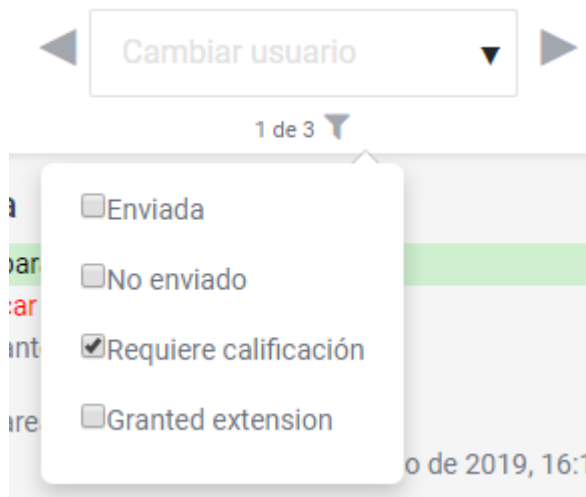 Cambiar usuario
1 de 3
Enviada
No enviado
Requiere calificación
Granted extension
o de 2019, 16:1